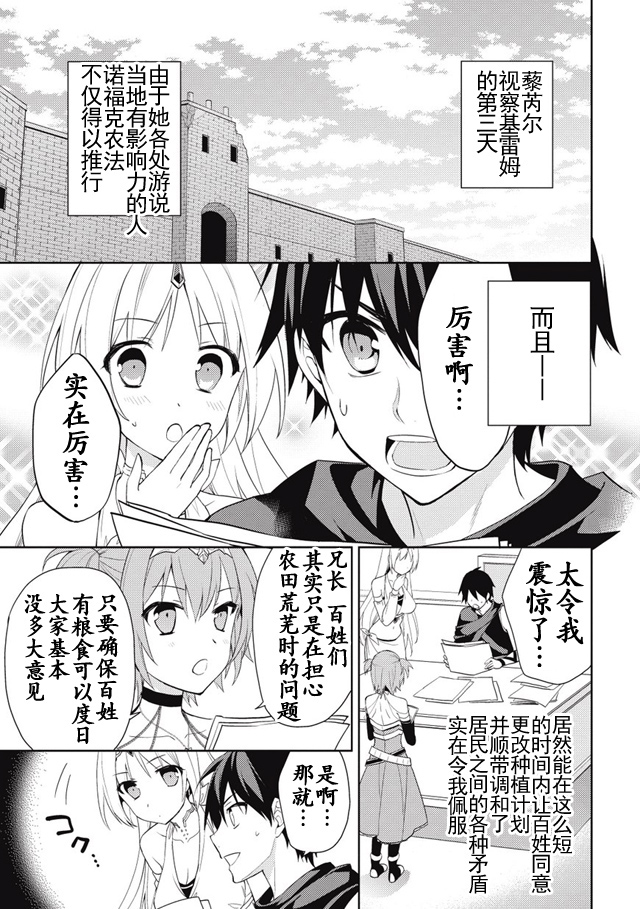 藜芮尔
视察基雷姆
的第三天
由于她各处游说
当地有影响力的人
诺福克农法
不仅得以推行
而且——
厉害啊…
实在厉害…
太令我
震惊了…
居然能在这么短
的时间内让百姓同意
更改种植计划
并顺带调和了
居民之间的各种矛盾
实在令我佩服
兄长 百姓们
其实只是在担心
农田荒芜时的问题
只要确保百姓
有粮食可以度日
大家基本
没多大意见
是啊…
那就…